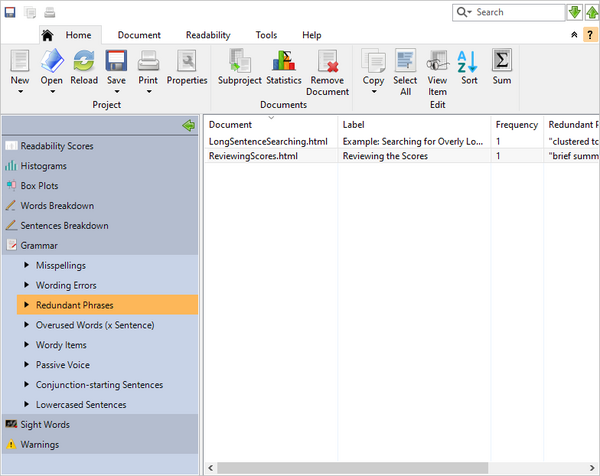 Search
Home Document Readability Tools Help ?
New Open Reload Save Print Properties Subproject Statistics Remove Document Copy Select All View Item Sort Sum
Project Documents Edit
Document Label Frequency Redundant P
LongSentenceSearching.html Example: Searching for Overly Lo... 1 "clustered to
ReviewingScores.html Reviewing the Scores 1 "brief summ
Readability Scores
Histograms
Box Plots
Words Breakdown
Sentences Breakdown
Grammar
Misspellings
Wording Errors
Redundant Phrases
Overused Words (x Sentence)
Wordy Items
Passive Voice
Conjunction-starting Sentences
Lowercased Sentences
Sight Words
Warnings